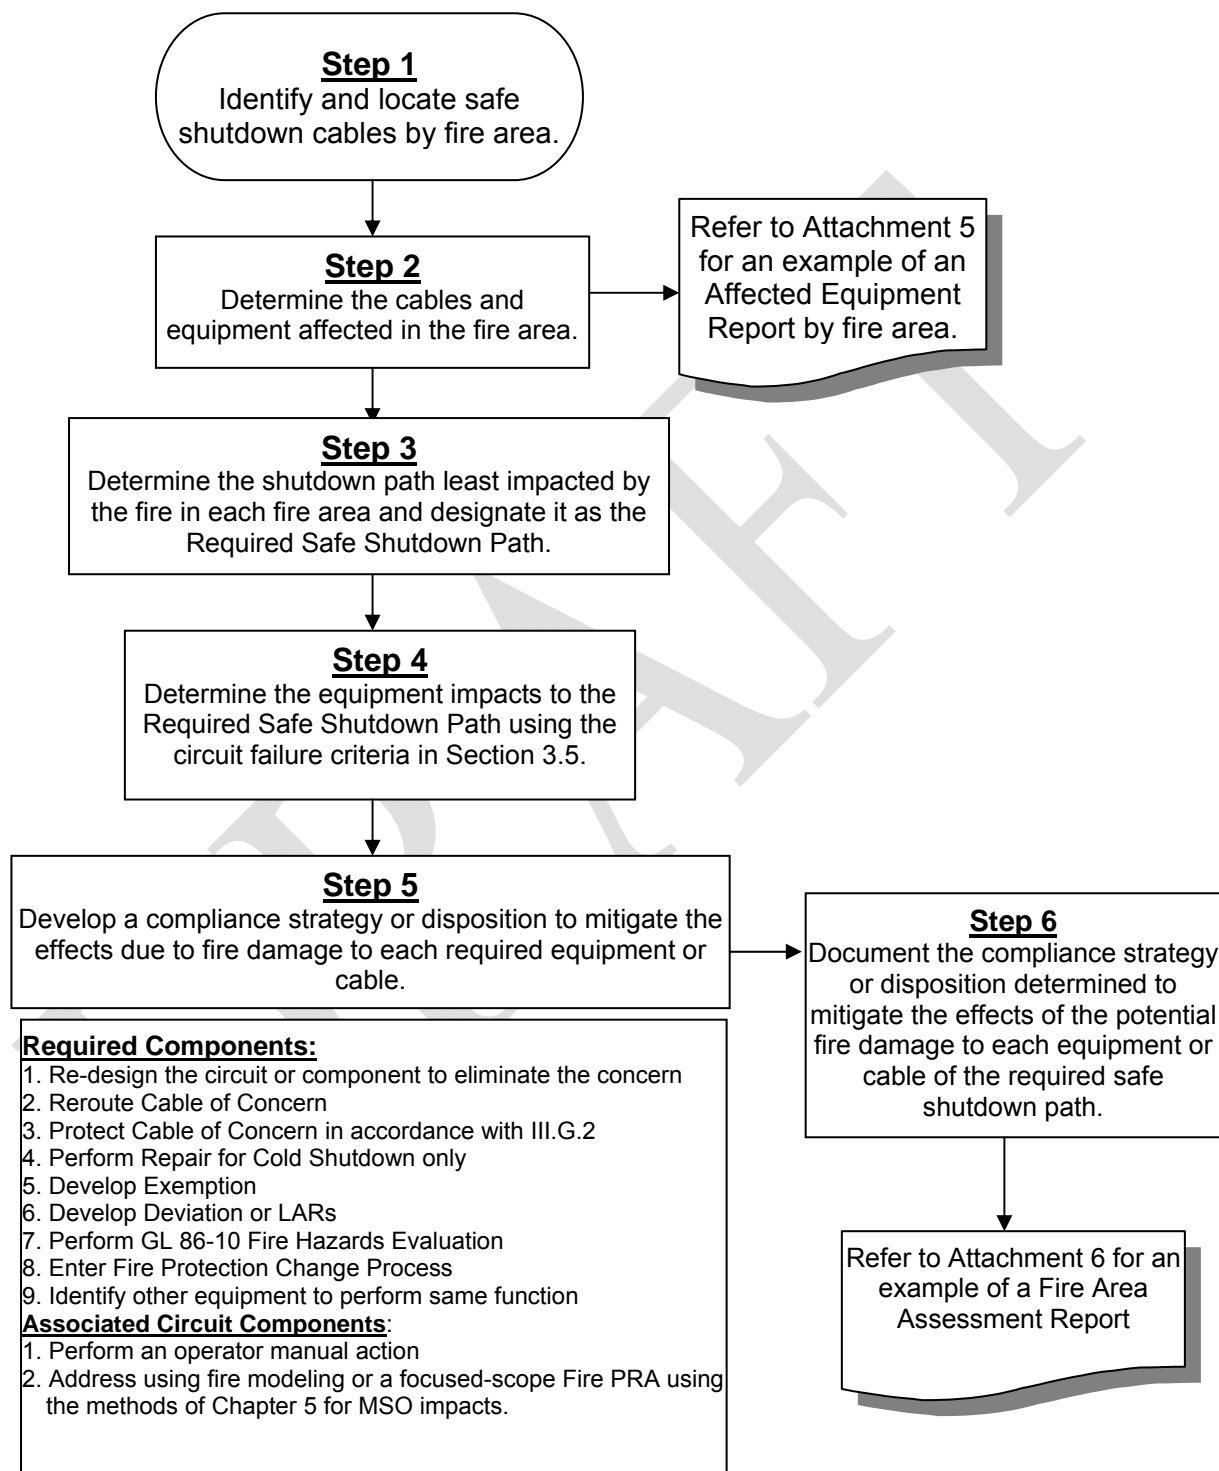 Step 1
Identify and locate safe
shutdown cables by fire area.
Step 2
Determine the cables and
equipment affected in the fire area.
Refer to Attachment 5
for an example of an
Affected Equipment
Report by fire area.
Step 3
Determine the shutdown path least impacted by
the fire in each fire area and designate it as the
Required Safe Shutdown Path.
Step 4
Determine the equipment impacts to the
Required Safe Shutdown Path using the
circuit failure criteria in Section 3.5.
Step 5
Develop a compliance strategy or disposition to mitigate the
effects due to fire damage to each required equipment or
cable.
Required Components:
1. Re-design the circuit or component to eliminate the concern
2. Reroute Cable of Concern
3. Protect Cable of Concern in accordance with III.G.2
4. Perform Repair for Cold Shutdown only
5. Develop Exemption
6. Develop Deviation or LARs
7. Perform GL 86-10 Fire Hazards Evaluation
8. Enter Fire Protection Change Process
9. Identify other equipment to perform same function
Associated Circuit Components:
1. Perform an operator manual action
2. Address using fire modeling or a focused-scope Fire PRA using
the methods of Chapter 5 for MSO impacts.
Step 6
Document the compliance strategy
or disposition determined to
mitigate the effects of the potential
fire damage to each equipment or
cable of the required safe
shutdown path.
Refer to Attachment 6 for an
example of a Fire Area
Assessment Report
DRAFT